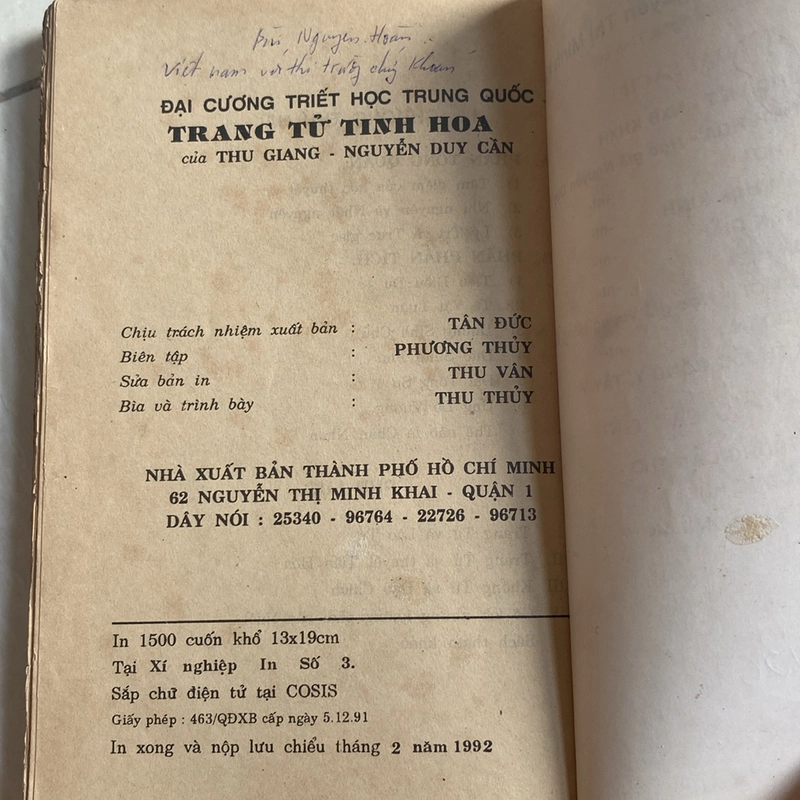 Bùi Nguyên Hoàn
Việt nam với thị trường chứng khoán
ĐẠI CƯƠNG TRIẾT HỌC TRUNG QUỐC
TRANG TỬ TINH HOA
của THU GIANG - NGUYỄN DUY CẦN
Chịu trách nhiệm xuất bản : TÂN ĐỨC
Biên tập : PHƯƠNG THỦY
Sửa bản in : THU VÂN
Bìa và trình bày : THU THỦY
NHÀ XUẤT BẢN THÀNH PHỐ HỒ CHÍ MINH
62 NGUYỄN THỊ MINH KHAI - QUẬN 1
DÂY NÓI : 25340 - 96764 - 22726 - 96713
In 1500 cuốn khổ 13x19cm
Tại Xí nghiệp In Số 3.
Sắp chữ điện tử tại COSIS
Giấy phép : 463/QĐXB cấp ngày 5.12.91
In xong và nộp lưu chiểu tháng 2 năm 1992